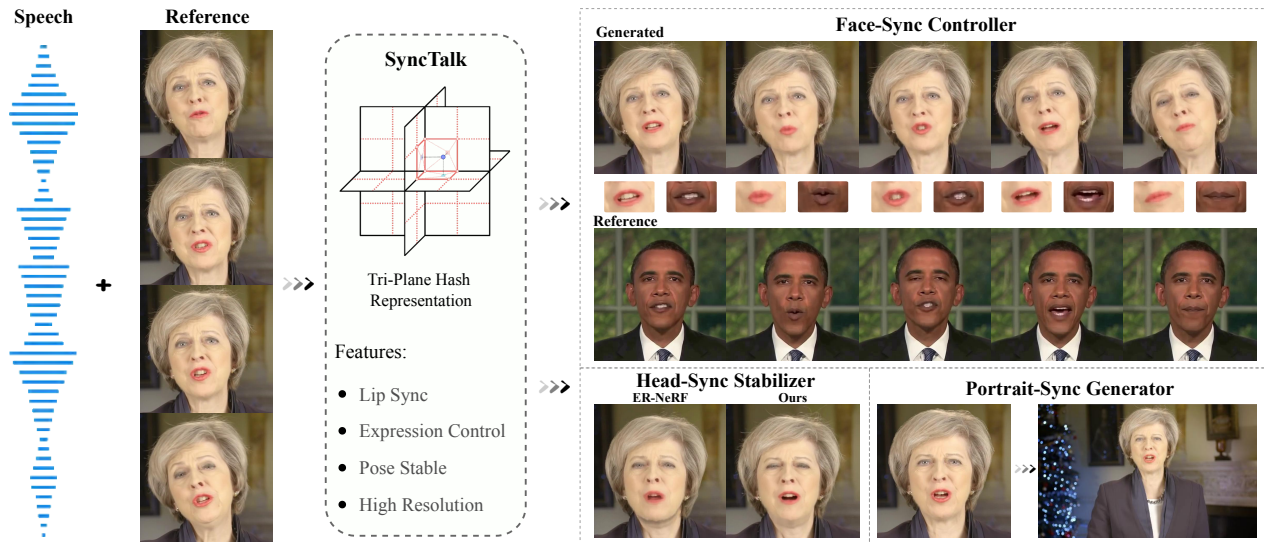 Speech
Reference
SyncTalk
Tri-Plane Hash
Representation
Features:
Lip Sync
Expression Control
Pose Stable
High Resolution
Face-Sync Controller
Generated
Reference
Head-Sync Stabilizer
ER-NeRF
Ours
Portrait-Sync Generator